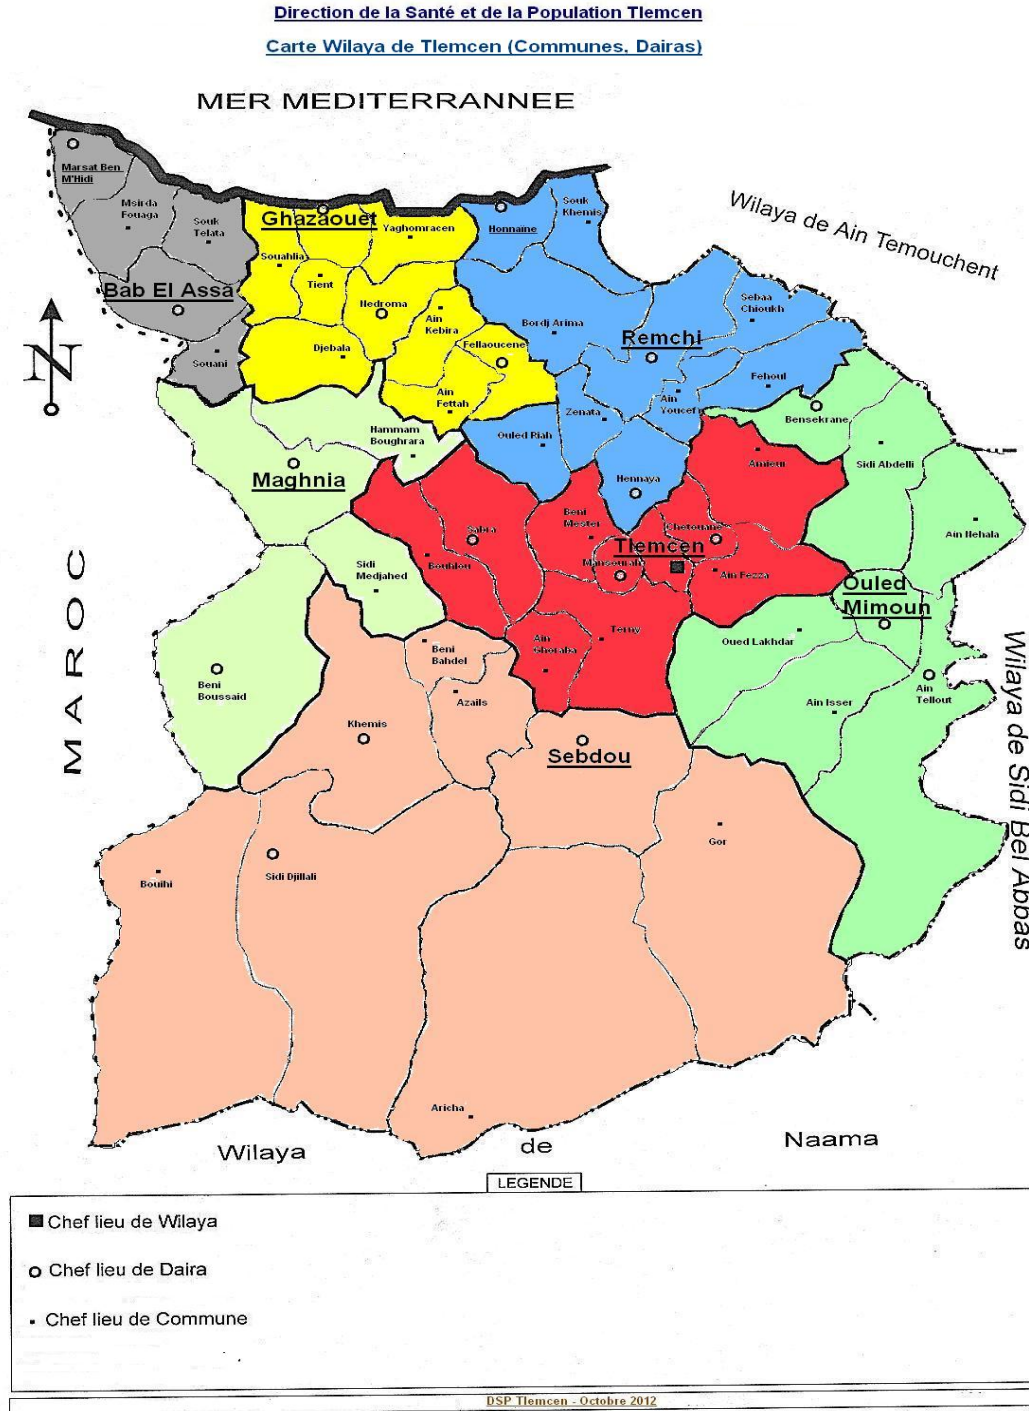 Direction de la Santé et de la Population Tlemcen
Carte Wilaya de Tlemcen (Communes. Dairas)
MER MEDITERRANNEE
Marsat Ben
M'Hidi
Msirda
Fouaga
Souk
Telata
Ghazaouet
Yaghomracen
Honnaine
Souk
Khemis
Wilaya de Ain Temouchent
Souahlia
Tient
Bab El Assa
Nedroma
Ain
Kebira
Bordj Arima
Sebaa
Chioukh
Remchi
N
Souani
Djebala
Fellaoucene
Fehoul
Ain
Fettah
Zenata
Ain
Youcef
Bensekrane
Hammam
Boughrara
Ouled Riah
Amieur
Sidi Abdelli
Maghnia
Hennaya
Beni
Mester
Sabra
Chetouane
Ain Nehala
Tlemcen
Mansourah
Bouhlou
Sidi
Medjahed
Ain Fezza
Ouled
Mimoun
MAROC
Terny
Ain
Ghoraba
Oued Lakhdar
Beni
Bahdel
Beni
Boussaid
Azails
Ain
Tellout
Ain Isser
Khemis
Sebdou
Wilaya de Sidi Bel Abbas
Gor
Bouihi
Sidi Djillali
Aricha
Wilaya de Naama
LEGENDE
Chef lieu de Wilaya
Chef lieu de Daira
Chef lieu de Commune
DSP Tlemcen - Octobre 2012